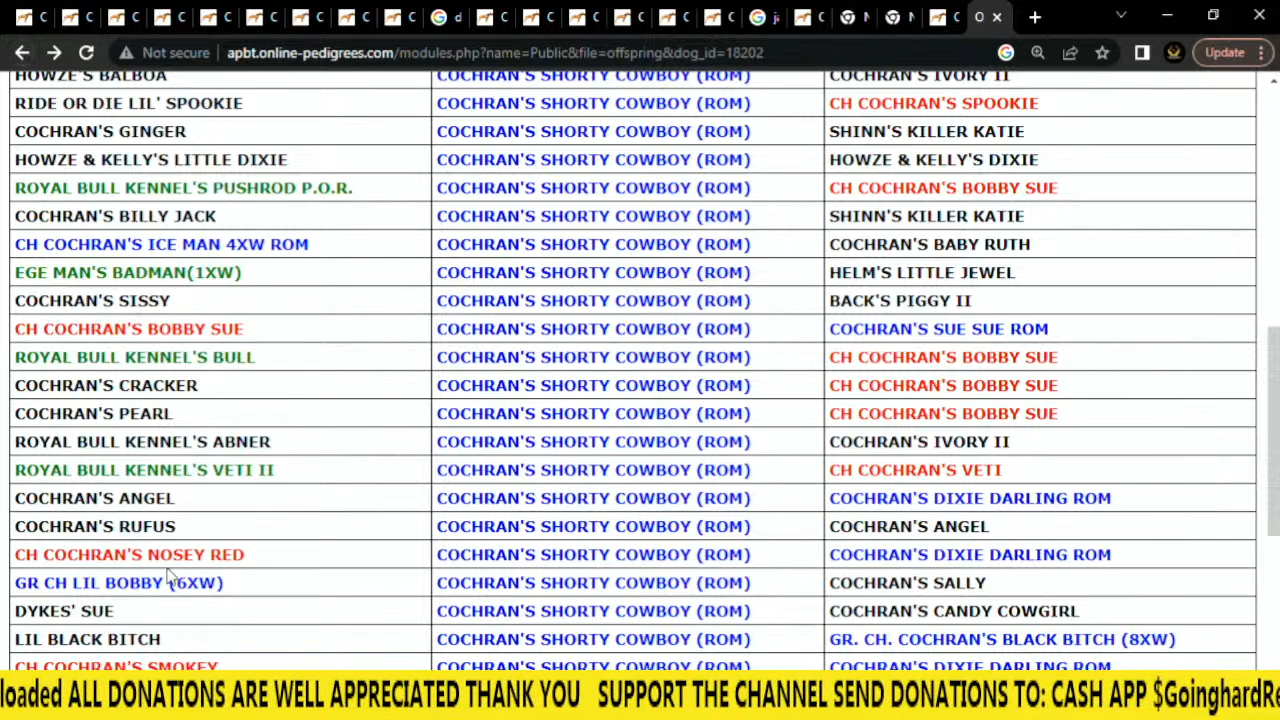 C C C C C C C C C d C C C C C C C N N C O
Not secure apbt.online-pedigrees.com/modules.php?name=Public&file=offspring&dog_id=18202 Update
HOWZE'S BALBOA COCHRAN'S SHORTY COWBOY (ROM) COCHRAN'S IVORY II
RIDE OR DIE LIL' SPOOKIE COCHRAN'S SHORTY COWBOY (ROM) CH COCHRAN'S SPOOKIE
COCHRAN'S GINGER COCHRAN'S SHORTY COWBOY (ROM) SHINN'S KILLER KATIE
HOWZE & KELLY'S LITTLE DIXIE COCHRAN'S SHORTY COWBOY (ROM) HOWZE & KELLY'S DIXIE
ROYAL BULL KENNEL'S PUSHROD P.O.R. COCHRAN'S SHORTY COWBOY (ROM) CH COCHRAN'S BOBBY SUE
COCHRAN'S BILLY JACK COCHRAN'S SHORTY COWBOY (ROM) SHINN'S KILLER KATIE
CH COCHRAN'S ICE MAN 4XW ROM COCHRAN'S SHORTY COWBOY (ROM) COCHRAN'S BABY RUTH
EGE MAN'S BADMAN(1XW) COCHRAN'S SHORTY COWBOY (ROM) HELM'S LITTLE JEWEL
COCHRAN'S SISSY COCHRAN'S SHORTY COWBOY (ROM) BACK'S PIGGY II
CH COCHRAN'S BOBBY SUE COCHRAN'S SHORTY COWBOY (ROM) COCHRAN'S SUE SUE ROM
ROYAL BULL KENNEL'S BULL COCHRAN'S SHORTY COWBOY (ROM) CH COCHRAN'S BOBBY SUE
COCHRAN'S CRACKER COCHRAN'S SHORTY COWBOY (ROM) CH COCHRAN'S BOBBY SUE
COCHRAN'S PEARL COCHRAN'S SHORTY COWBOY (ROM) CH COCHRAN'S BOBBY SUE
ROYAL BULL KENNEL'S ABNER COCHRAN'S SHORTY COWBOY (ROM) COCHRAN'S IVORY II
ROYAL BULL KENNEL'S VETI II COCHRAN'S SHORTY COWBOY (ROM) CH COCHRAN'S VETI
COCHRAN'S ANGEL COCHRAN'S SHORTY COWBOY (ROM) COCHRAN'S DIXIE DARLING ROM
COCHRAN'S RUFUS COCHRAN'S SHORTY COWBOY (ROM) COCHRAN'S ANGEL
CH COCHRAN'S NOSEY RED COCHRAN'S SHORTY COWBOY (ROM) COCHRAN'S DIXIE DARLING ROM
GR CH LIL BOBBY (6XW) COCHRAN'S SHORTY COWBOY (ROM) COCHRAN'S SALLY
DYKES' SUE COCHRAN'S SHORTY COWBOY (ROM) COCHRAN'S CANDY COWGIRL
LIL BLACK BITCH COCHRAN'S SHORTY COWBOY (ROM) GR. CH. COCHRAN'S BLACK BITCH (8XW)
CH COCHRAN'S SMOKEY COCHRAN'S SHORTY COWBOY (ROM) COCHRAN'S DIXIE DARLING ROM
loaded ALL DONATIONS ARE WELL APPRECIATED THANK YOU SUPPORT THE CHANNEL SEND DONATIONS TO: CASH APP $GoinghardRe